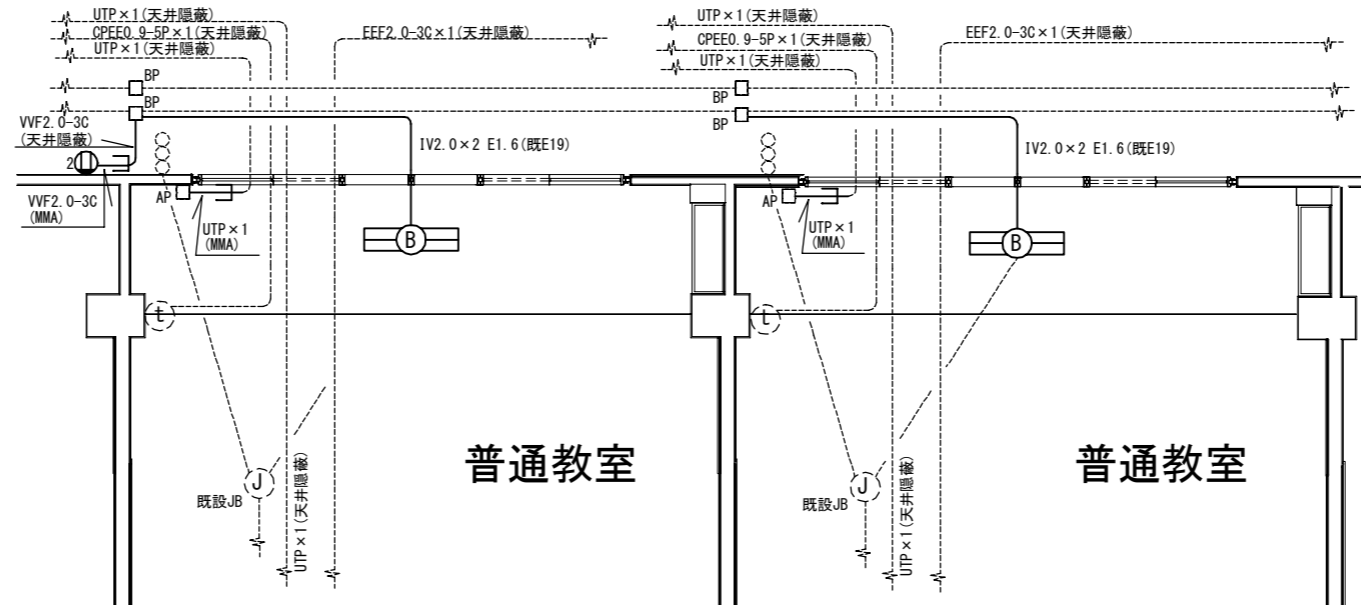 UTP×1(天井隠蔽)
CPEE0.9-5P×1(天井隠蔽)
UTP×1(天井隠蔽)
EEF2.0-3C×1(天井隠蔽)
UTP×1(天井隠蔽)
CPEE0.9-5P×1(天井隠蔽)
UTP×1(天井隠蔽)
EEF2.0-3C×1(天井隠蔽)
BP
BP
BP
BP
VVF2.0-3C
(天井隠蔽)
2
IV2.0×2 E1.6(既E19)
IV2.0×2 E1.6(既E19)
VVF2.0-3C
(MMA)
AP
UTP×1
(MMA)
B
AP
UTP×1
(MMA)
B
t
t
普通教室
普通教室
J
既設JB
UTP×1(天井隠蔽)
J
既設JB
UTP×1(天井隠蔽)